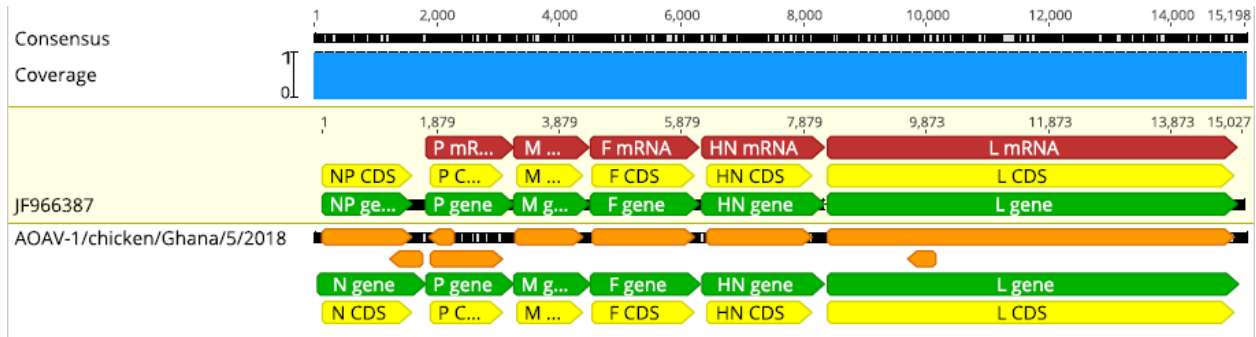 1 2,000 4,000 6,000 8,000 10,000 12,000 14,000 15,198
Consensus
Coverage
1
0
1 1,879 3,879 5,879 7,879 9,873 11,873 13,873 15,027
P mR... M ... F mRNA HN mRNA L mRNA
NP CDS P C... M ... F CDS HN CDS L CDS
JF966387 NP ge... P gene M g... F gene HN gene L gene
AOAV-1/chicken/Ghana/5/2018
N gene P gene M g... F gene HN gene L gene
N CDS P C... M ... F CDS HN CDS L CDS